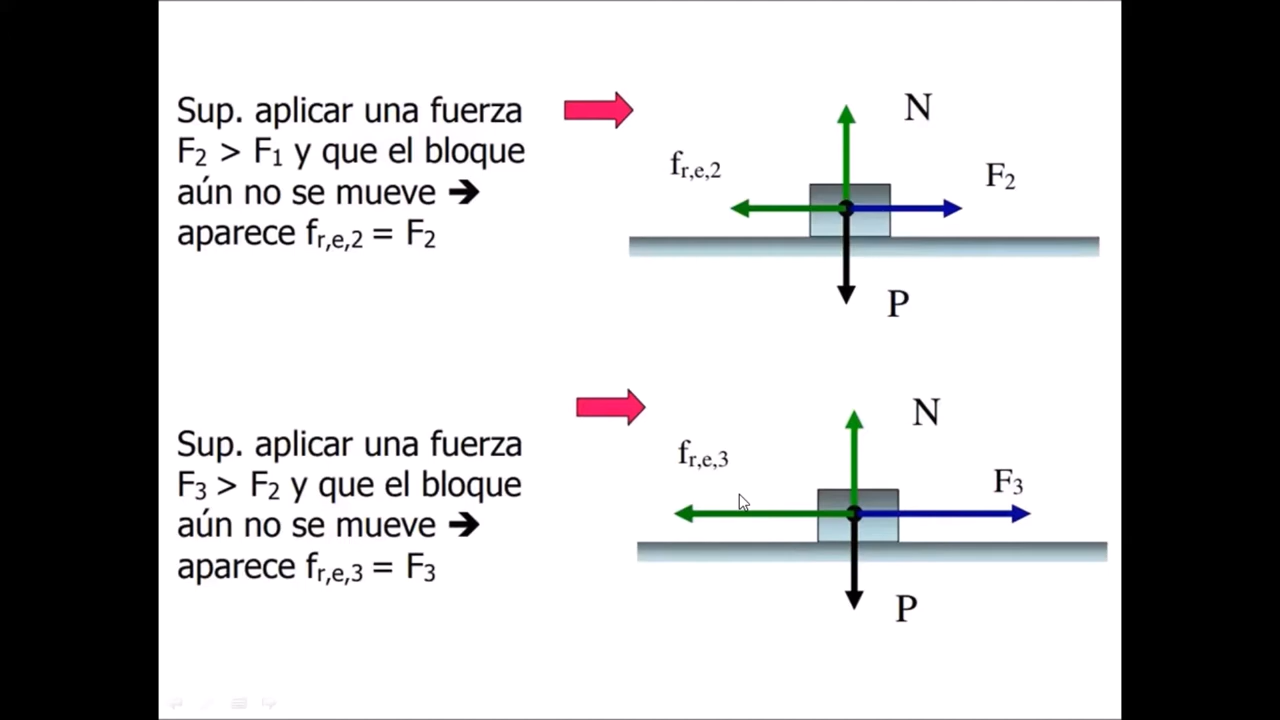 Sup. aplicar una fuerza
F₂ > F₁ y que el bloque
aún no se mueve ➔
aparece fr,e,2 = F₂
N
fr,e,2
F₂
P
Sup. aplicar una fuerza
F₃ > F₂ y que el bloque
aún no se mueve ➔
aparece fr,e,3 = F₃
N
fr,e,3
F₃
P